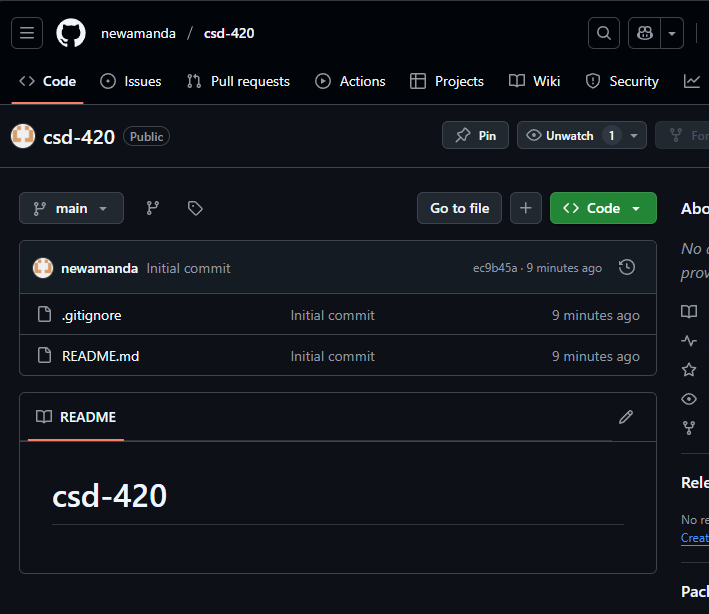 newamanda / csd-420
Code Issues Pull requests Actions Projects Wiki Security
csd-420 Public Pin Unwatch 1
main Go to file Code
newamanda Initial commit ec9b45a · 9 minutes ago
.gitignore Initial commit 9 minutes ago
README.md Initial commit 9 minutes ago
README
csd-420
No